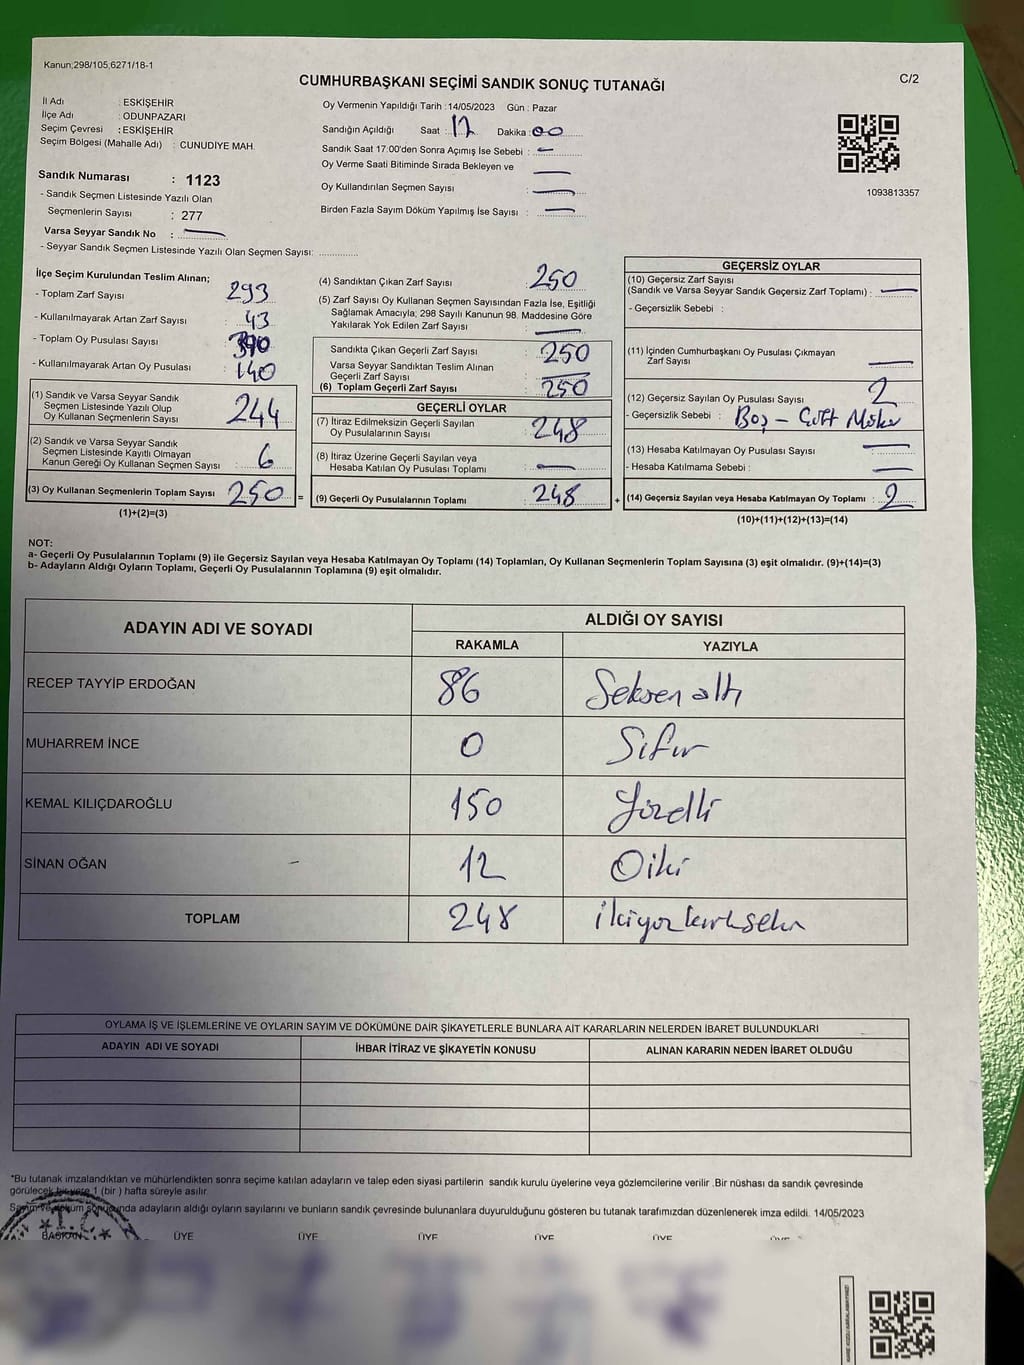 Kanun;298/105;6271/18-1
CUMHURBAŞKANI SEÇİMİ SANDIK SONUÇ TUTANAĞI
C/2
İl Adı : ESKİŞEHİR
İlçe Adı : ODUNPAZARI
Seçim Çevresi : ESKİŞEHİR
Seçim Bölgesi (Mahalle Adı) : CUNUDİYE MAH.
Oy Vermenin Yapıldığı Tarih : 14/05/2023 Gün : Pazar
Sandığın Açıldığı Saat : 17 Dakika : 00
Sandık Saat 17:00'den Sonra Açımış İse Sebebi : —
Oy Verme Saati Bitiminde Sırada Bekleyen ve —
Oy Kullandırılan Seçmen Sayısı : —
Birden Fazla Sayım Döküm Yapılmış İse Sayısı : —
1093813357
Sandık Numarası : 1123
- Sandık Seçmen Listesinde Yazılı Olan
Seçmenlerin Sayısı : 277
Varsa Seyyar Sandık No : —
- Seyyar Sandık Seçmen Listesinde Yazılı Olan Seçmen Sayısı:
İlçe Seçim Kurulundan Teslim Alınan;
- Toplam Zarf Sayısı : 293
- Kullanılmayarak Artan Zarf Sayısı : 43
- Toplam Oy Pusulası Sayısı : 390
- Kullanılmayarak Artan Oy Pusulası : 140
(1) Sandık ve Varsa Seyyar Sandık
Seçmen Listesinde Yazılı Olup
Oy Kullanan Seçmenlerin Sayısı : 244
(2) Sandık ve Varsa Seyyar Sandık
Seçmen Listesinde Kayıtlı Olmayan
Kanun Gereği Oy Kullanan Seçmen Sayısı : 6
(3) Oy Kullanan Seçmenlerin Toplam Sayısı : 250 =
(1)+(2)=(3)
(4) Sandıktan Çıkan Zarf Sayısı : 250
(5) Zarf Sayısı Oy Kullanan Seçmen Sayısından Fazla İse, Eşitliği
Sağlamak Amacıyla; 298 Sayılı Kanunun 98. Maddesine Göre
Yakılarak Yok Edilen Zarf Sayısı : —
Sandıkta Çıkan Geçerli Zarf Sayısı : 250
Varsa Seyyar Sandıktan Teslim Alınan
Geçerli Zarf Sayısı : —
(6) Toplam Geçerli Zarf Sayısı : 250
GEÇERLİ OYLAR
(7) İtiraz Edilmeksizin Geçerli Sayılan
Oy Pusulalarının Sayısı : 248
(8) İtiraz Üzerine Geçerli Sayılan veya
Hesaba Katılan Oy Pusulası Toplamı : —
(9) Geçerli Oy Pusulalarının Toplamı : 248 +
GEÇERSİZ OYLAR
(10) Geçersiz Zarf Sayısı
(Sandık ve Varsa Seyyar Sandık Geçersiz Zarf Toplamı) : —
- Geçersizlik Sebebi :
(11) İçinden Cumhurbaşkanı Oy Pusulası Çıkmayan
Zarf Sayısı : —
(12) Geçersiz Sayılan Oy Pusulası Sayısı : 2
- Geçersizlik Sebebi : Boş – Çift Mühür
(13) Hesaba Katılmayan Oy Pusulası Sayısı : —
- Hesaba Katılmama Sebebi : —
(14) Geçersiz Sayılan veya Hesaba Katılmayan Oy Toplamı : 2
(10)+(11)+(12)+(13)=(14)
NOT:
a- Geçerli Oy Pusulalarının Toplamı (9) ile Geçersiz Sayılan veya Hesaba Katılmayan Oy Toplamı (14) Toplamları, Oy Kullanan Seçmenlerin Toplam Sayısına (3) eşit olmalıdır. (9)+(14)=(3)
b- Adayların Aldığı Oyların Toplamı, Geçerli Oy Pusulalarının Toplamına (9) eşit olmalıdır.
ADAYIN ADI VE SOYADI
ALDIĞI OY SAYISI
RAKAMLA YAZIYLA
RECEP TAYYİP ERDOĞAN 86 Seksen altı
MUHARREM İNCE 0 Sıfır
KEMAL KILIÇDAROĞLU 150 Yüzelli
SİNAN OĞAN 12 Oniki
TOPLAM 248 ikiyüzkırksekiz
OYLAMA İŞ VE İŞLEMLERİNE VE OYLARIN SAYIM VE DÖKÜMÜNE DAİR ŞİKAYETLERLE BUNLARA AİT KARARLARIN NELERDEN İBARET BULUNDUKLARI
ADAYIN ADI VE SOYADI İHBAR İTİRAZ VE ŞİKAYETİN KONUSU ALINAN KARARIN NEDEN İBARET OLDUĞU
*Bu tutanak imzalandıktan ve mühürlendikten sonra seçime katılan adayların ve talep eden siyasi partilerin sandık kurulu üyelerine veya gözlemcilerine verilir .Bir nüshası da sandık çevresinde
görülecek bir yere 1 (bir ) hafta süreyle asılır.
Sayım ve döküm sonucunda adayların aldığı oyların sayılarını ve bunların sandık çevresinde bulunanlara duyurulduğunu gösteren bu tutanak tarafımızdan düzenlenerek imza edildi. 14/05/2023
T.C.
BAŞKAN ÜYE ÜYE ÜYE ÜYE ÜYE ÜYE